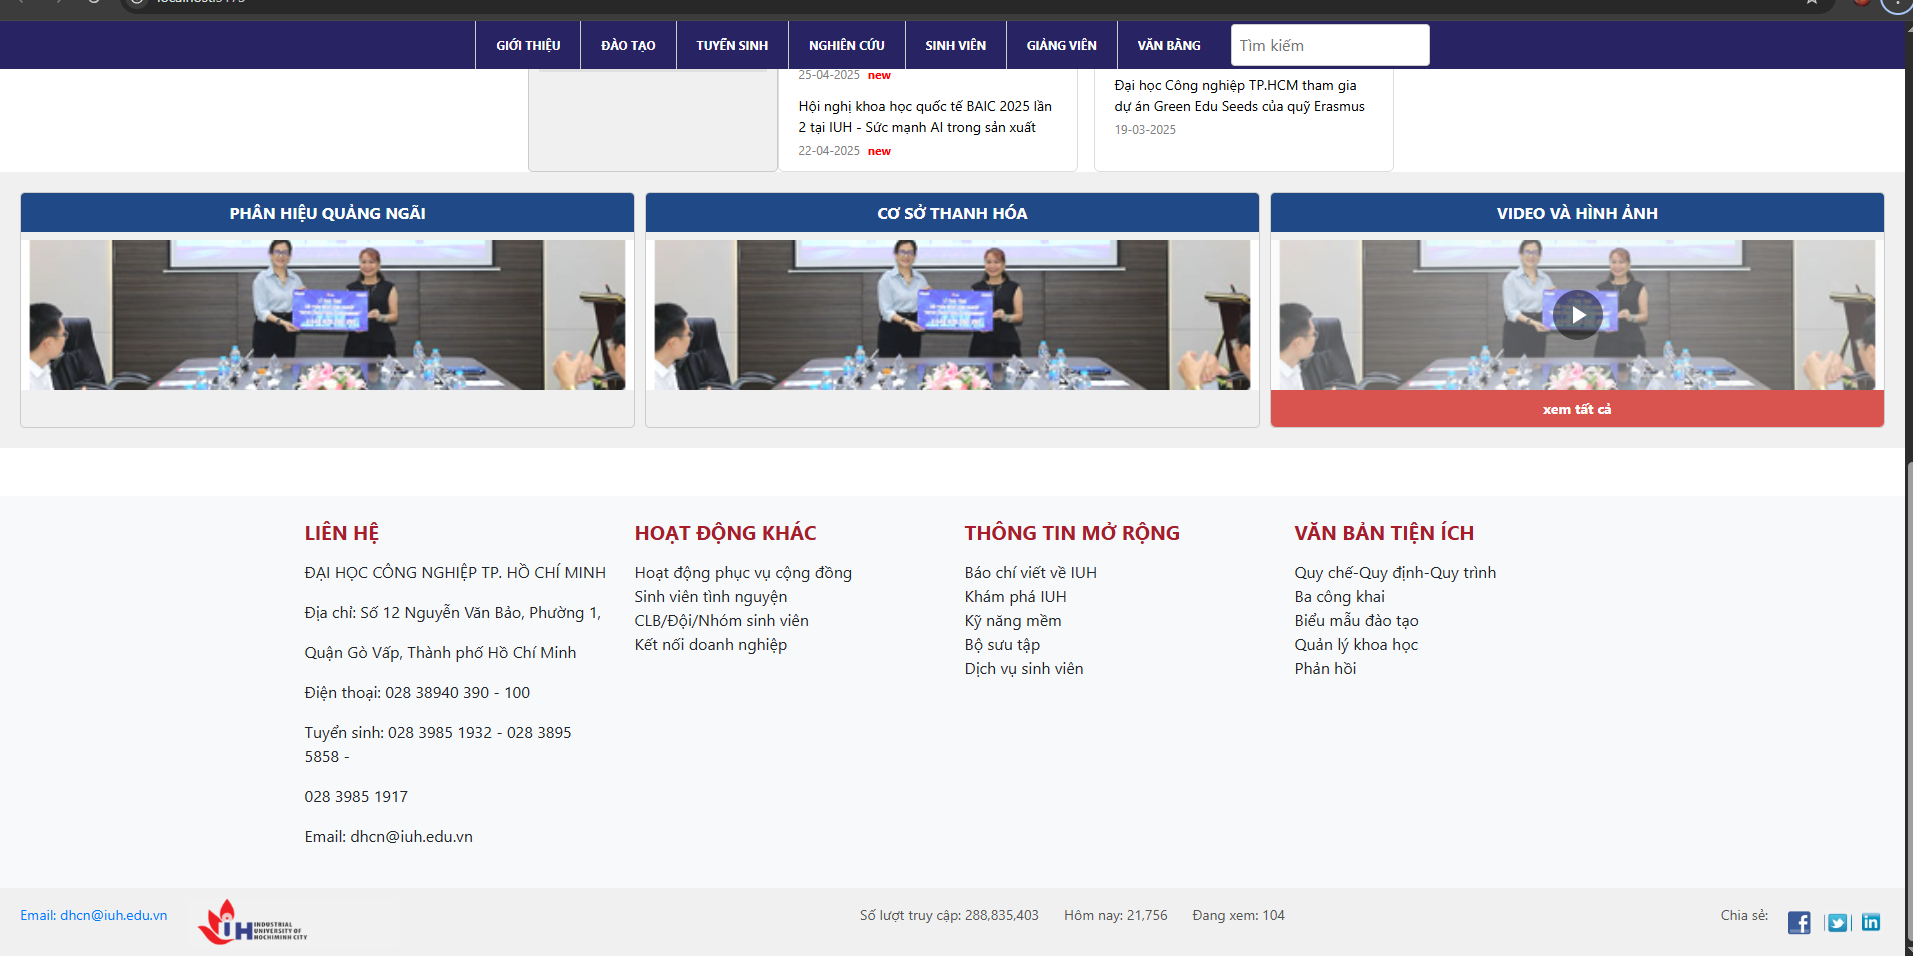 GIỚI THIỆU
ĐÀO TẠO
TUYỂN SINH
NGHIÊN CỨU
SINH VIÊN
GIẢNG VIÊN
VĂN BẰNG
Tìm kiếm
25-04-2025 new
Hội nghị khoa học quốc tế BAIC 2025 lần
2 tại IUH - Sức mạnh AI trong sản xuất
22-04-2025 new
Đại học Công nghiệp TP.HCM tham gia
dự án Green Edu Seeds của quỹ Erasmus
19-03-2025
PHÂN HIỆU QUẢNG NGÃI
CƠ SỞ THANH HÓA
VIDEO VÀ HÌNH ẢNH
xem tất cả
LIÊN HỆ
ĐẠI HỌC CÔNG NGHIỆP TP. HỒ CHÍ MINH
Địa chỉ: Số 12 Nguyễn Văn Bảo, Phường 1,
Quận Gò Vấp, Thành phố Hồ Chí Minh
Điện thoại: 028 38940 390 - 100
Tuyển sinh: 028 3985 1932 - 028 3895
5858 -
028 3985 1917
Email: dhcn@iuh.edu.vn
HOẠT ĐỘNG KHÁC
Hoạt động phục vụ cộng đồng
Sinh viên tình nguyện
CLB/Đội/Nhóm sinh viên
Kết nối doanh nghiệp
THÔNG TIN MỞ RỘNG
Báo chí viết về IUH
Khám phá IUH
Kỹ năng mềm
Bộ sưu tập
Dịch vụ sinh viên
VĂN BẢN TIỆN ÍCH
Quy chế-Quy định-Quy trình
Ba công khai
Biểu mẫu đào tạo
Quản lý khoa học
Phản hồi
Email: dhcn@iuh.edu.vn
IUH
INDUSTRIAL
UNIVERSITY OF
HOCHIMINH CITY
Số lượt truy cập: 288,835,403
Hôm nay: 21,756
Đang xem: 104
Chia sẻ: